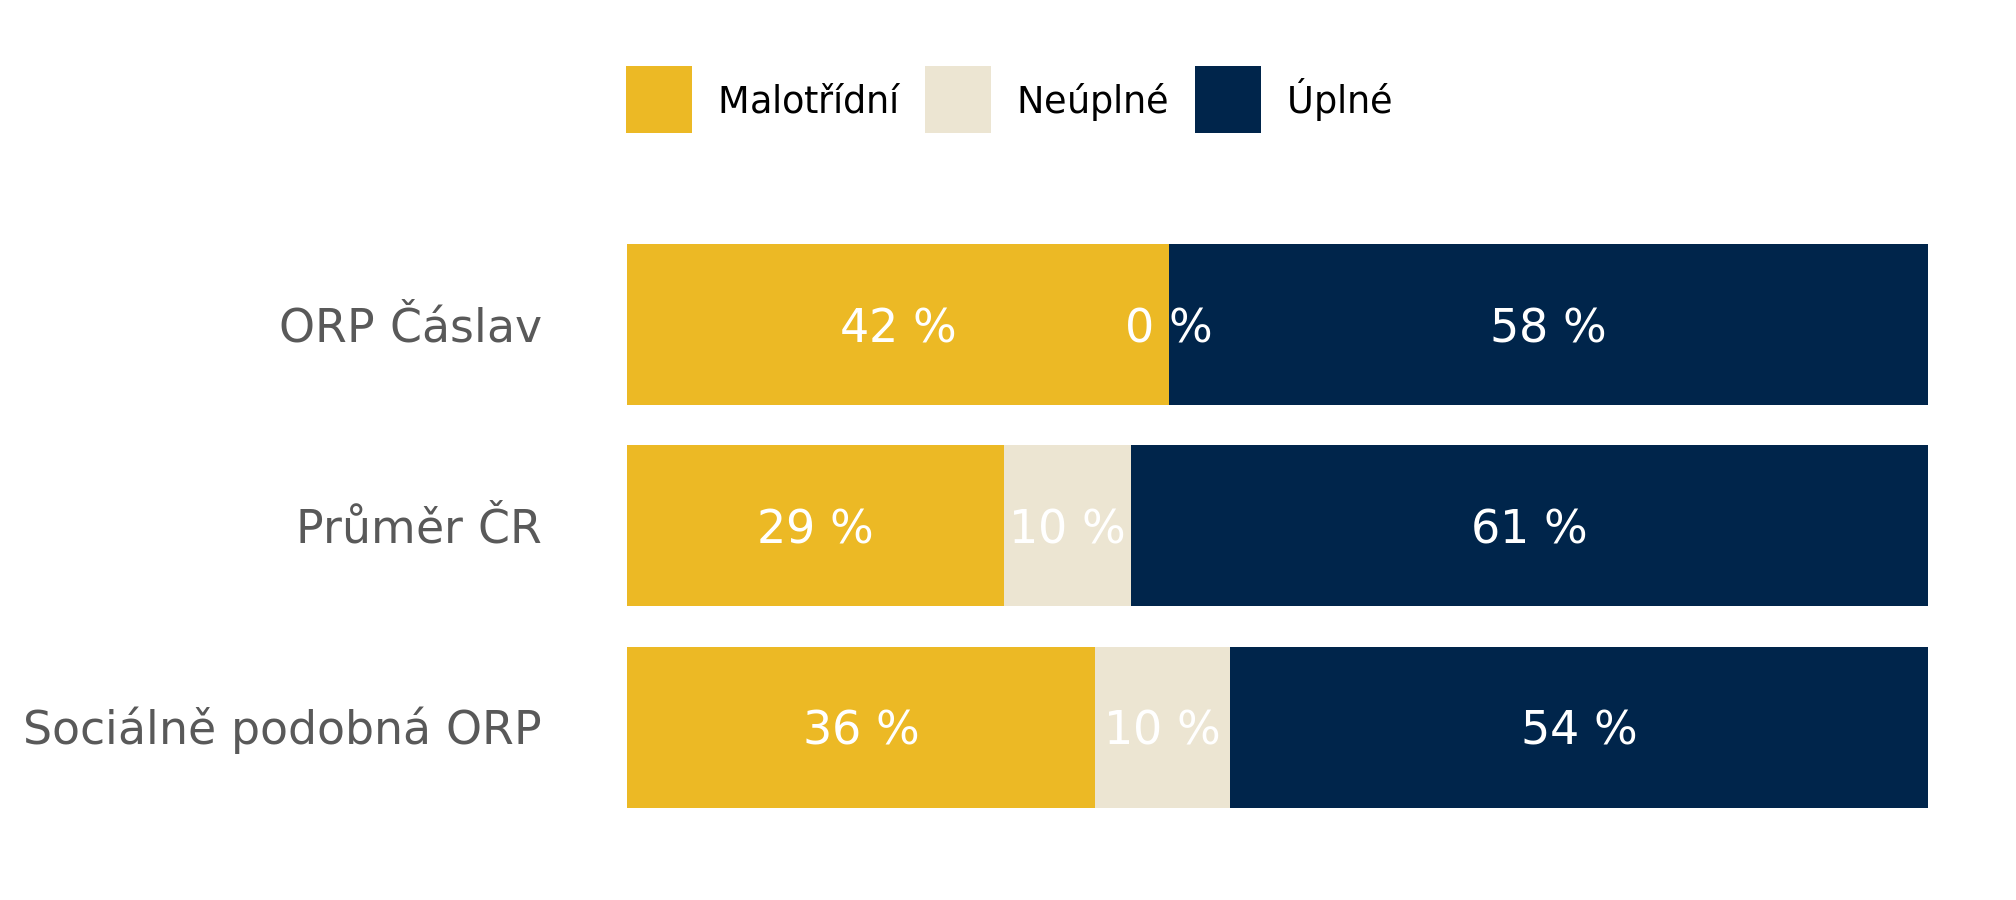 Malotřídní Neúplné Úplné
ORP Čáslav 42 % 0 % 58 %
Průměr ČR 29 % 10 % 61 %
Sociálně podobná ORP 36 % 10 % 54 %